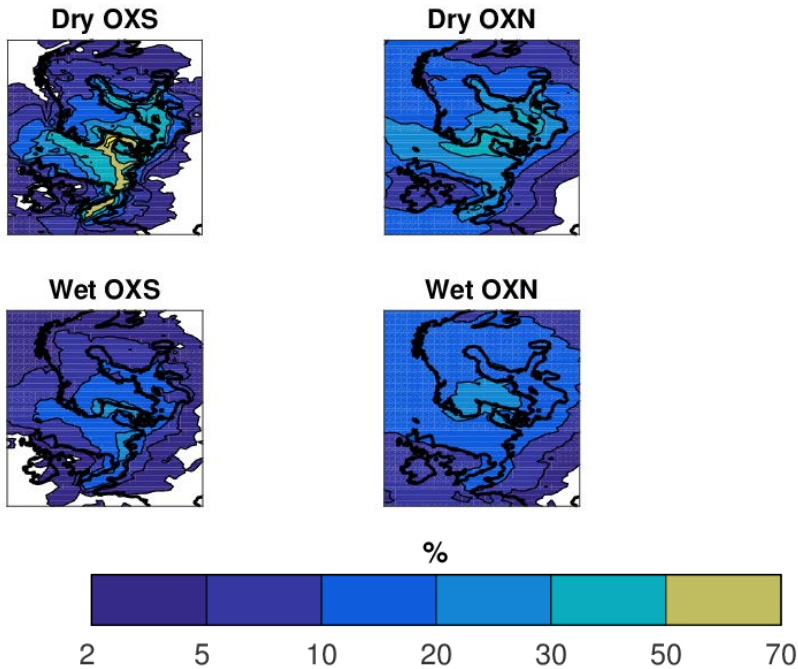 Dry OXS
Dry OXN
Wet OXS
Wet OXN
%
2 5 10 20 30 50 70